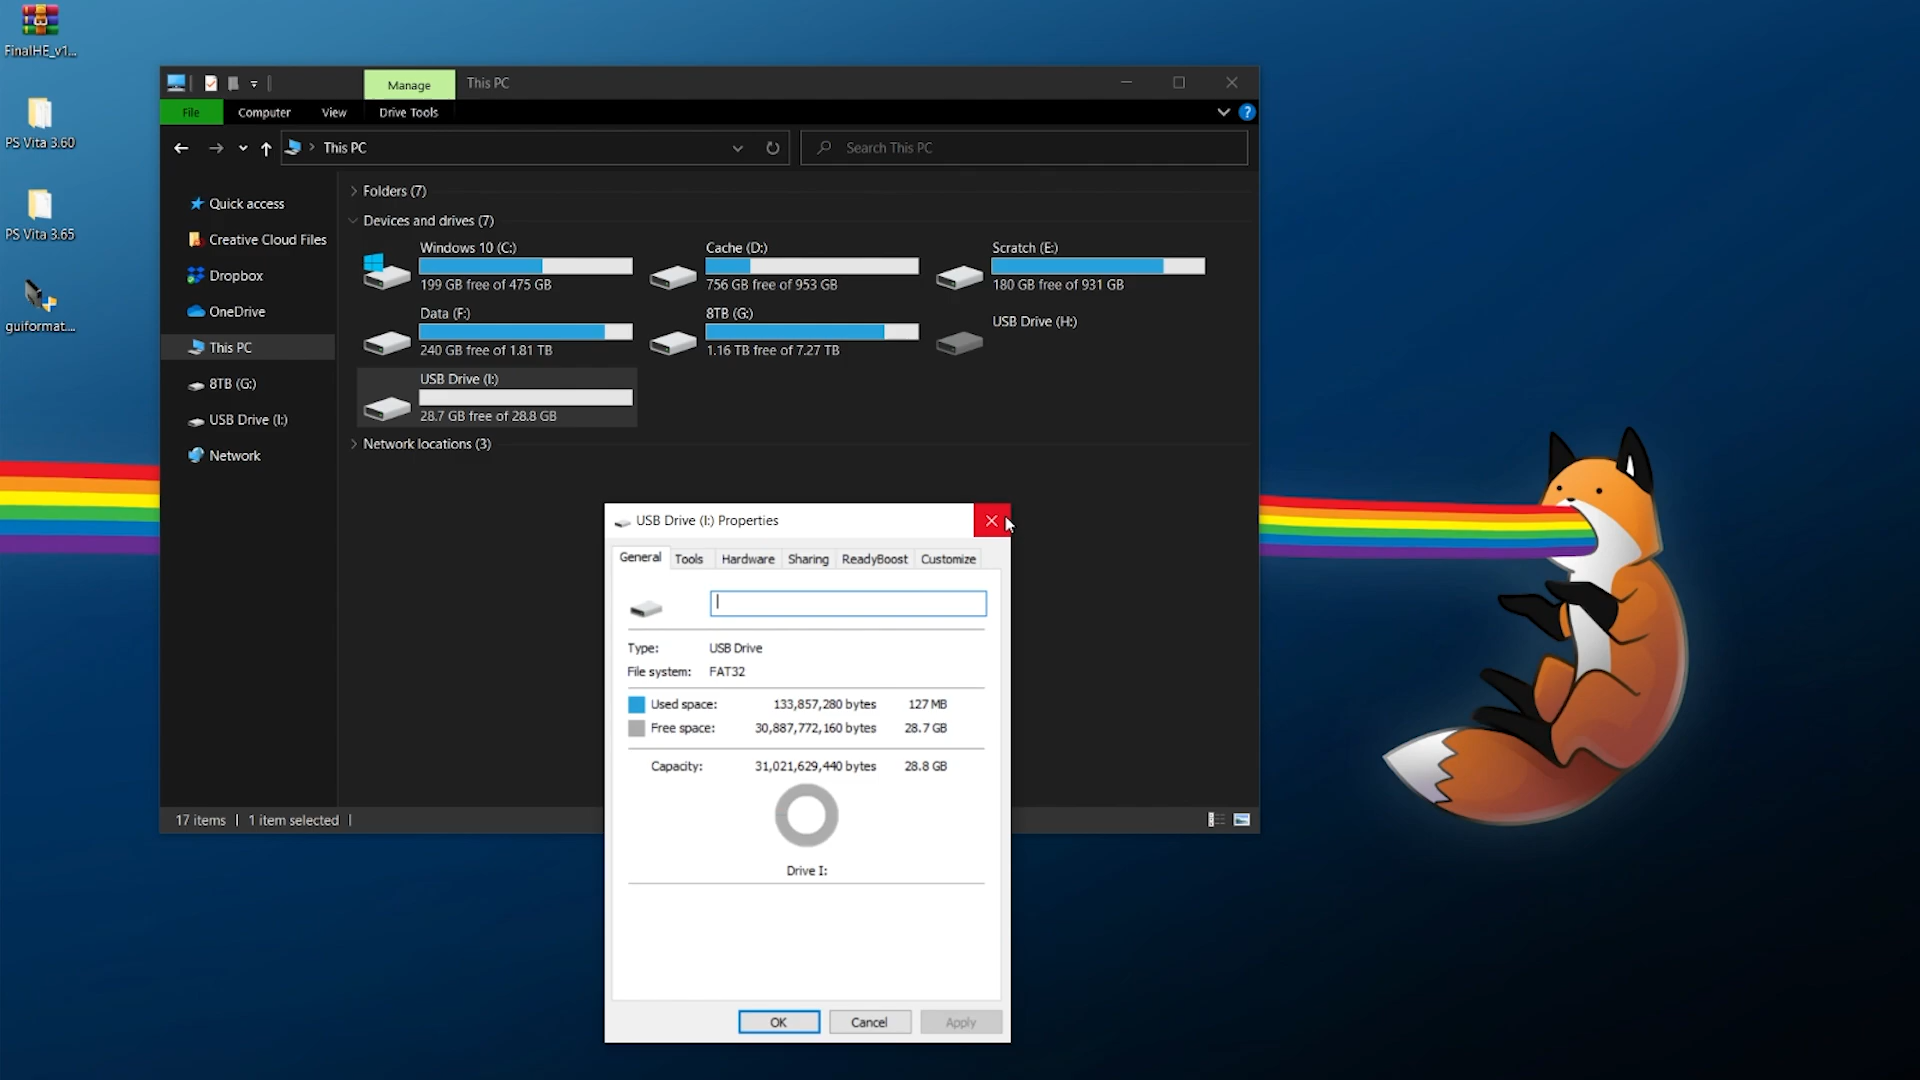 FinalHE_v1...
PS Vita 3.60
PS Vita 3.65
guiformat....
Manage
This PC
File
Computer
View
Drive Tools
?
This PC
Search This PC
Quick access
Creative Cloud Files
Dropbox
OneDrive
This PC
8TB (G:)
USB Drive (I:)
Network
Folders (7)
Devices and drives (7)
Windows 10 (C:)
199 GB free of 475 GB
Cache (D:)
756 GB free of 953 GB
Scratch (E:)
180 GB free of 931 GB
Data (F:)
240 GB free of 1.81 TB
8TB (G:)
1.16 TB free of 7.27 TB
USB Drive (H:)
USB Drive (I:)
28.7 GB free of 28.8 GB
Network locations (3)
17 items
1 item selected
USB Drive (I:) Properties
General
Tools
Hardware
Sharing
ReadyBoost
Customize
Type: USB Drive
File system: FAT32
Used space: 133,857,280 bytes 127 MB
Free space: 30,887,772,160 bytes 28.7 GB
Capacity: 31,021,629,440 bytes 28.8 GB
Drive I:
OK
Cancel
Apply